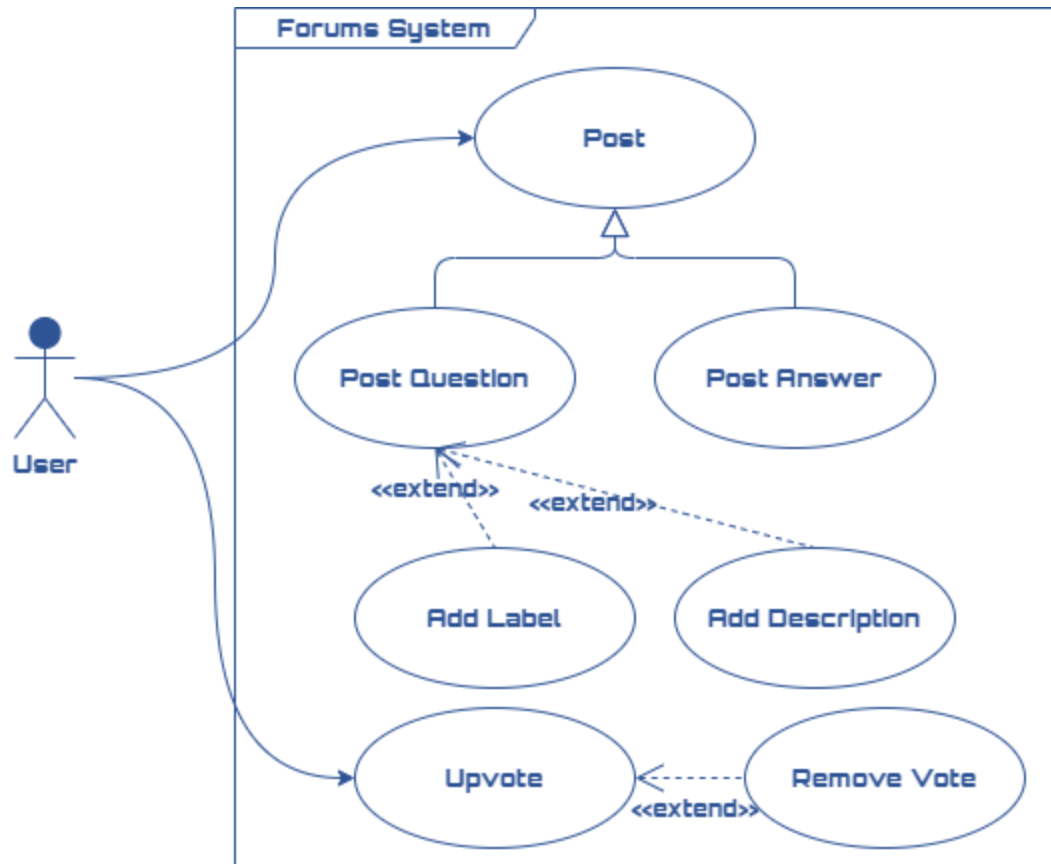 Forums System
Post
Post Question
Post Answer
User
<<extend>>
<<extend>>
Add Label
Add Description
Upvote
Remove Vote
<<extend>>